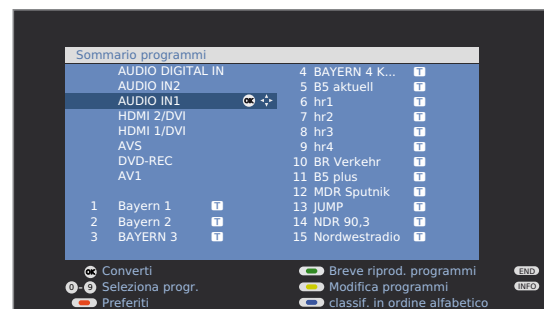 Sommario programmi
AUDIO DIGITAL IN
AUDIO IN2
AUDIO IN1 OK
HDMI 2/DVI
HDMI 1/DVI
AVS
DVD-REC
AV1
1 Bayern 1 T
2 Bayern 2 T
3 BAYERN 3 T
4 BAYERN 4 K... T
5 B5 aktuell T
6 hr1 T
7 hr2 T
8 hr3 T
9 hr4 T
10 BR Verkehr T
11 B5 plus T
12 MDR Sputnik T
13 JUMP T
14 NDR 90,3 T
15 Nordwestradio T
OK Converti
0-9 Seleziona progr.
Preferiti
Breve riprod. programmi END
Modifica programmi INFO
classif. in ordine alfabetico